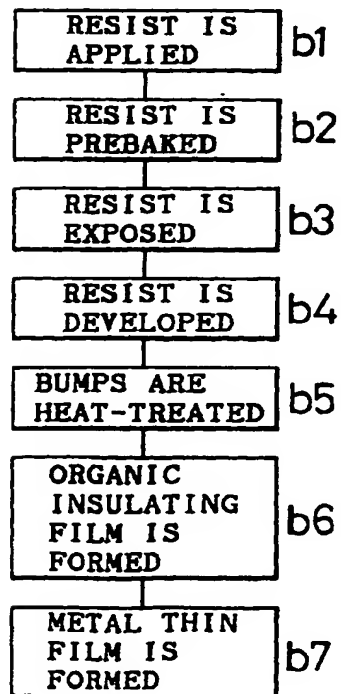 RESIST IS
APPLIED
b1
RESIST IS
PREBAKED
b2
RESIST IS
EXPOSED
b3
RESIST IS
DEVELOPED
b4
BUMPS ARE
HEAT-TREATED
b5
ORGANIC
INSULATING
FILM IS
FORMED
b6
METAL THIN
FILM IS
FORMED
b7